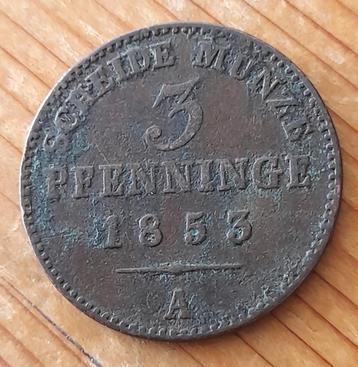 SCHEIDE MÜNZE
3
PFENNINGE
1853
A